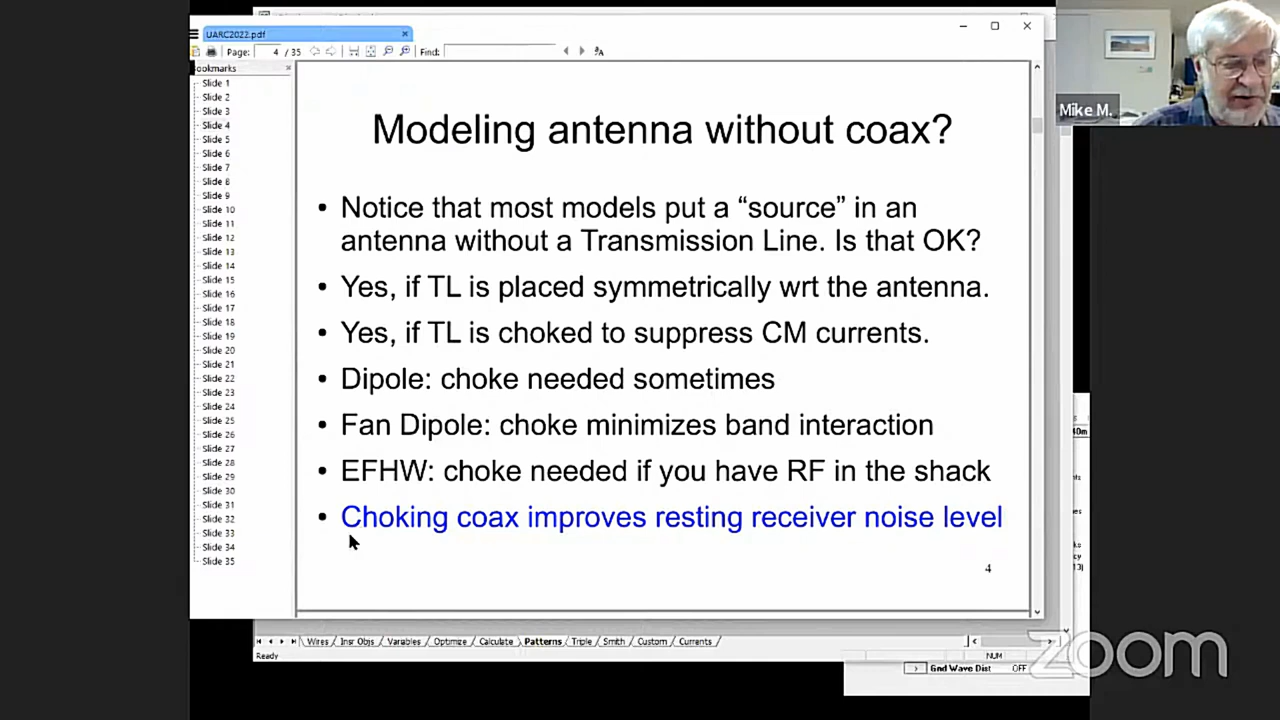 UARC2022.pdf
Page: 4 / 35 Find:
ookmarks
Slide 1
Slide 2
Slide 3
Slide 4
Slide 5
Slide 6
Slide 7
Slide 8
Slide 9
Slide 10
Slide 11
Slide 12
Slide 13
Slide 14
Slide 15
Slide 16
Slide 17
Slide 18
Slide 19
Slide 20
Slide 21
Slide 22
Slide 23
Slide 24
Slide 25
Slide 26
Slide 27
Slide 28
Slide 29
Slide 30
Slide 31
Slide 32
Slide 33
Slide 34
Slide 35
Modeling antenna without coax?
• Notice that most models put a “source” in an
antenna without a Transmission Line. Is that OK?
• Yes, if TL is placed symmetrically wrt the antenna.
• Yes, if TL is choked to suppress CM currents.
• Dipole: choke needed sometimes
• Fan Dipole: choke minimizes band interaction
• EFHW: choke needed if you have RF in the shack
• Choking coax improves resting receiver noise level
4
Mike M.
40m
Wires Insr Objs Variables Optimize Calculate Patterns Triple Smith Custom Currents
Ready
NUM
> Gnd Wave Dist OFF
zoom